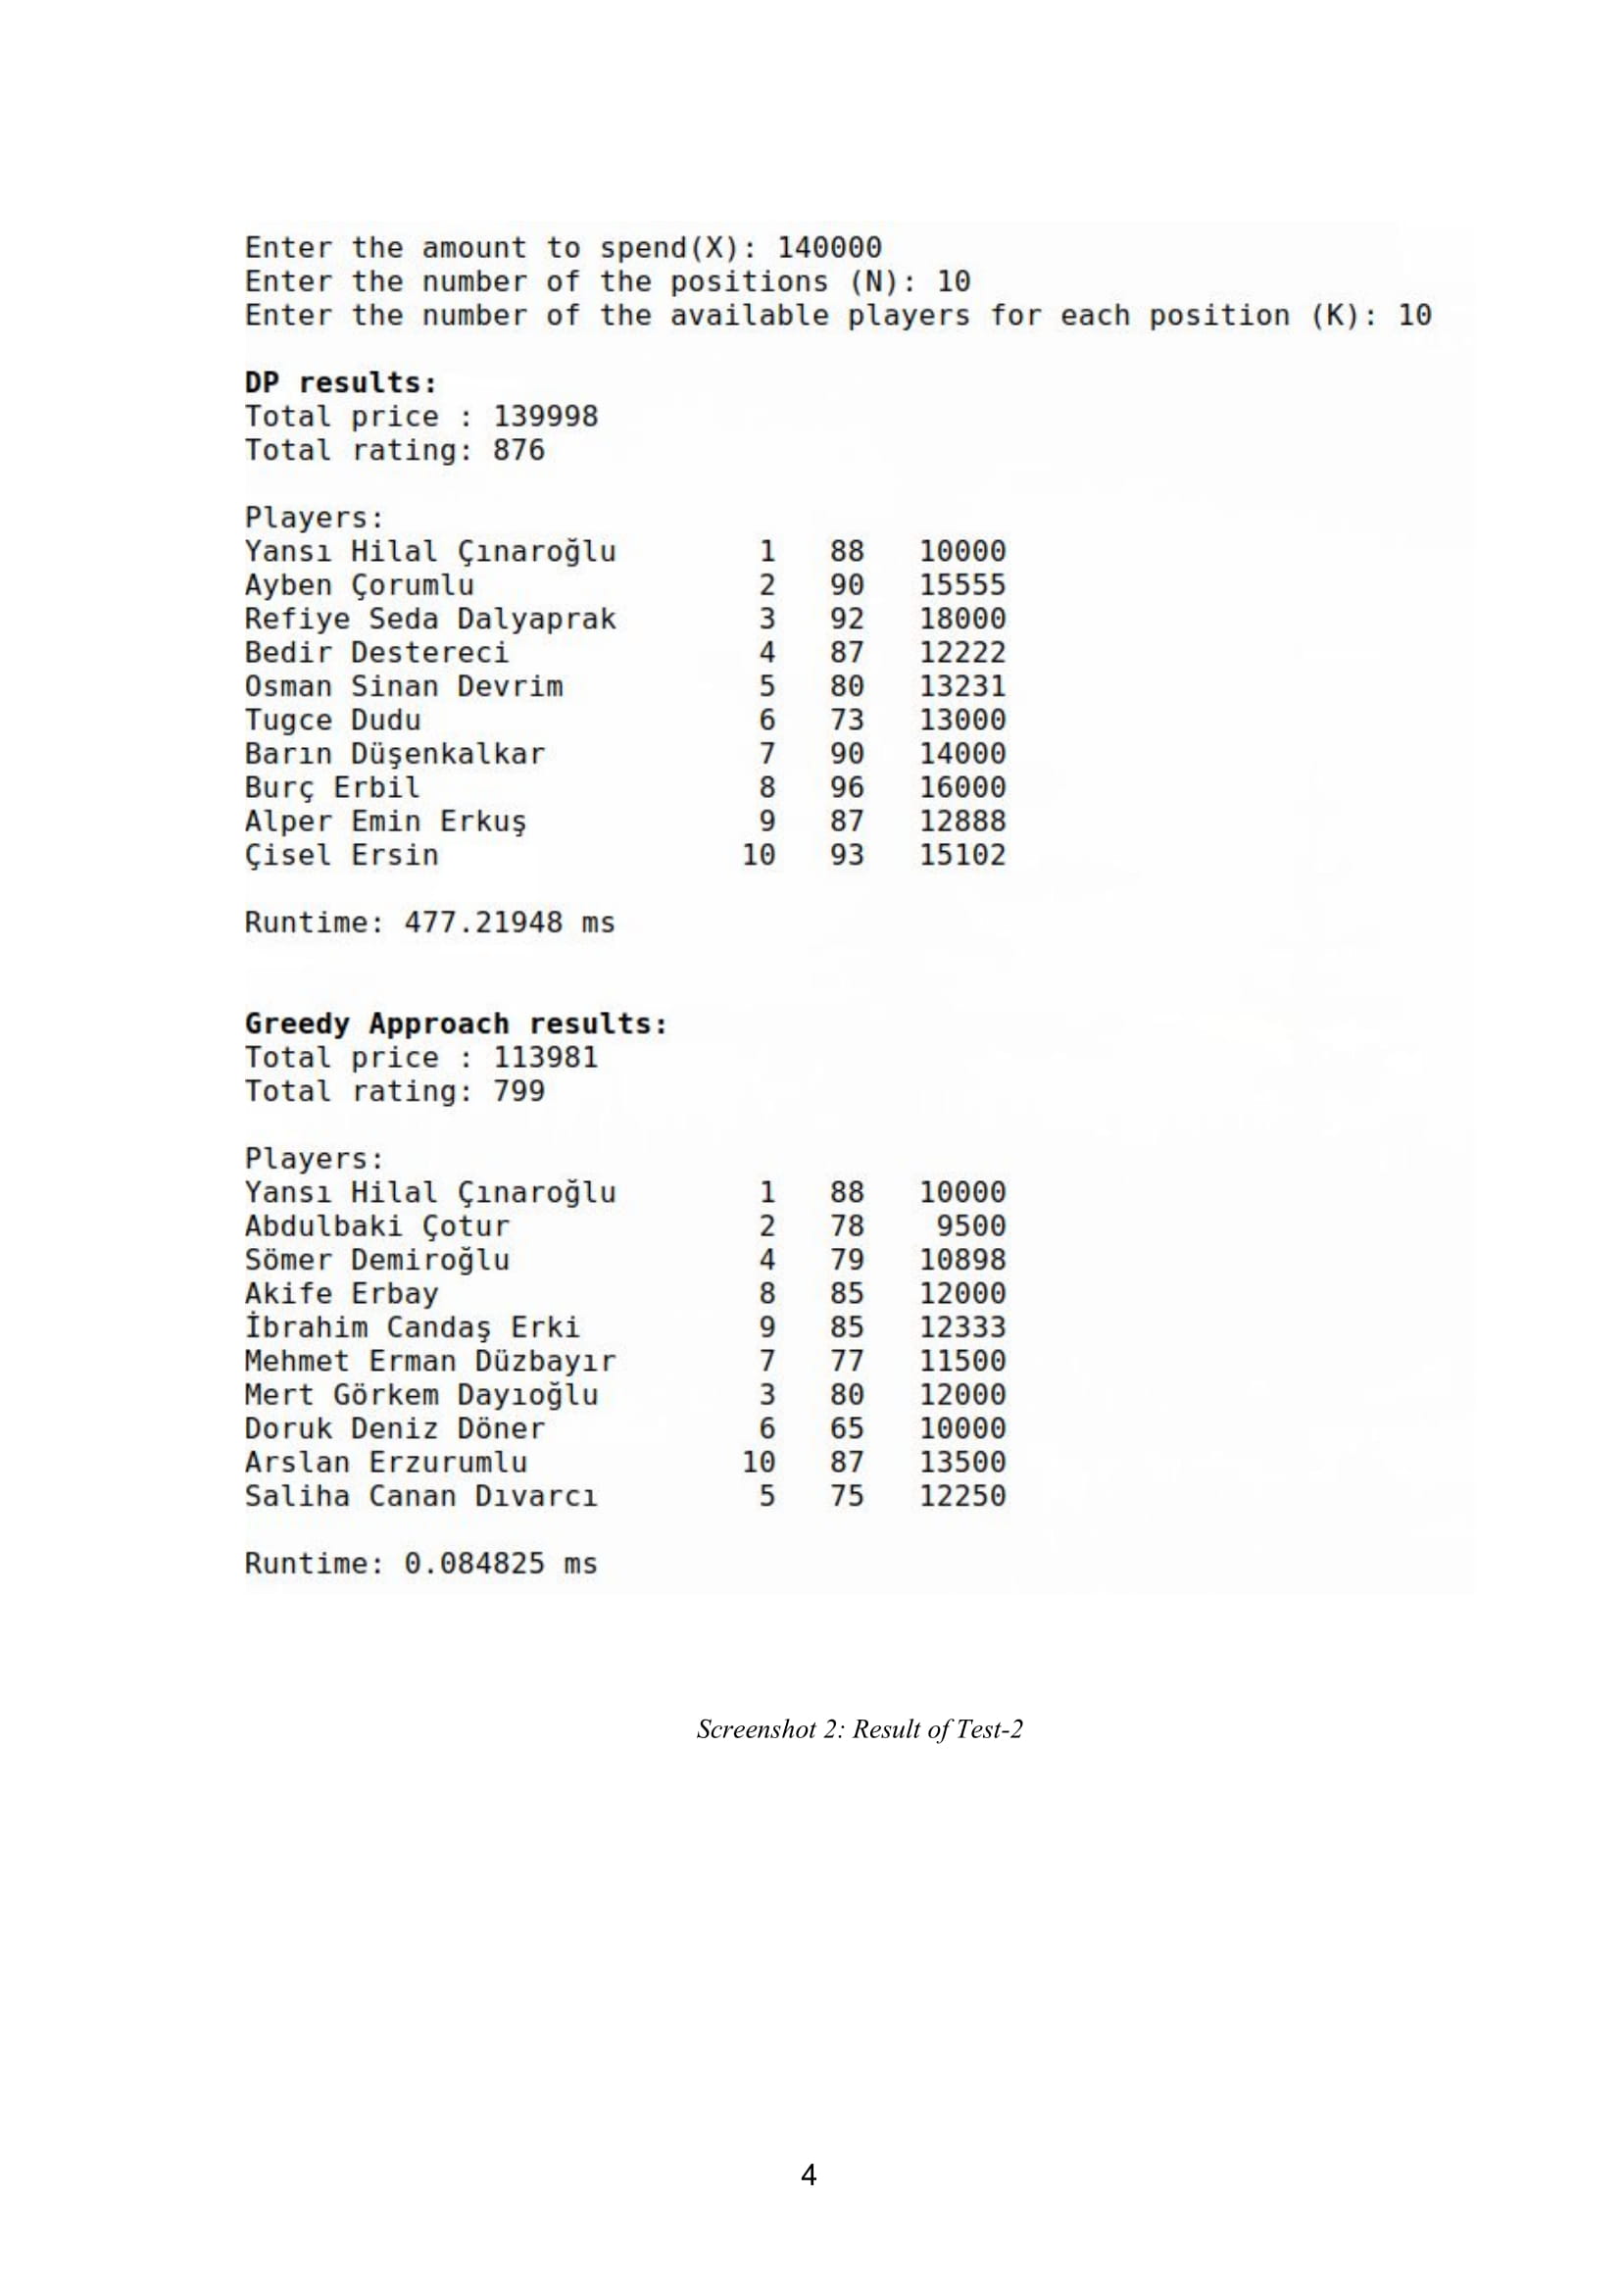 Enter the amount to spend(X): 140000
Enter the number of the positions (N): 10
Enter the number of the available players for each position (K): 10
DP results:
Total price : 139998
Total rating: 876
Players:
Yansı Hilal Çınaroğlu 1 88 10000
Ayben Çorumlu 2 90 15555
Refiye Seda Dalyaprak 3 92 18000
Bedir Destereci 4 87 12222
Osman Sinan Devrim 5 80 13231
Tugce Dudu 6 73 13000
Barın Düşenkalkar 7 90 14000
Burç Erbil 8 96 16000
Alper Emin Erkuş 9 87 12888
Çisel Ersin 10 93 15102
Runtime: 477.21948 ms
Greedy Approach results:
Total price : 113981
Total rating: 799
Players:
Yansı Hilal Çınaroğlu 1 88 10000
Abdulbaki Çotur 2 78 9500
Sömer Demiroğlu 4 79 10898
Akife Erbay 8 85 12000
İbrahim Candaş Erki 9 85 12333
Mehmet Erman Düzbayır 7 77 11500
Mert Görkem Dayıoğlu 3 80 12000
Doruk Deniz Döner 6 65 10000
Arslan Erzurumlu 10 87 13500
Saliha Canan Dıvarcı 5 75 12250
Runtime: 0.084825 ms
Screenshot 2: Result of Test-2
4